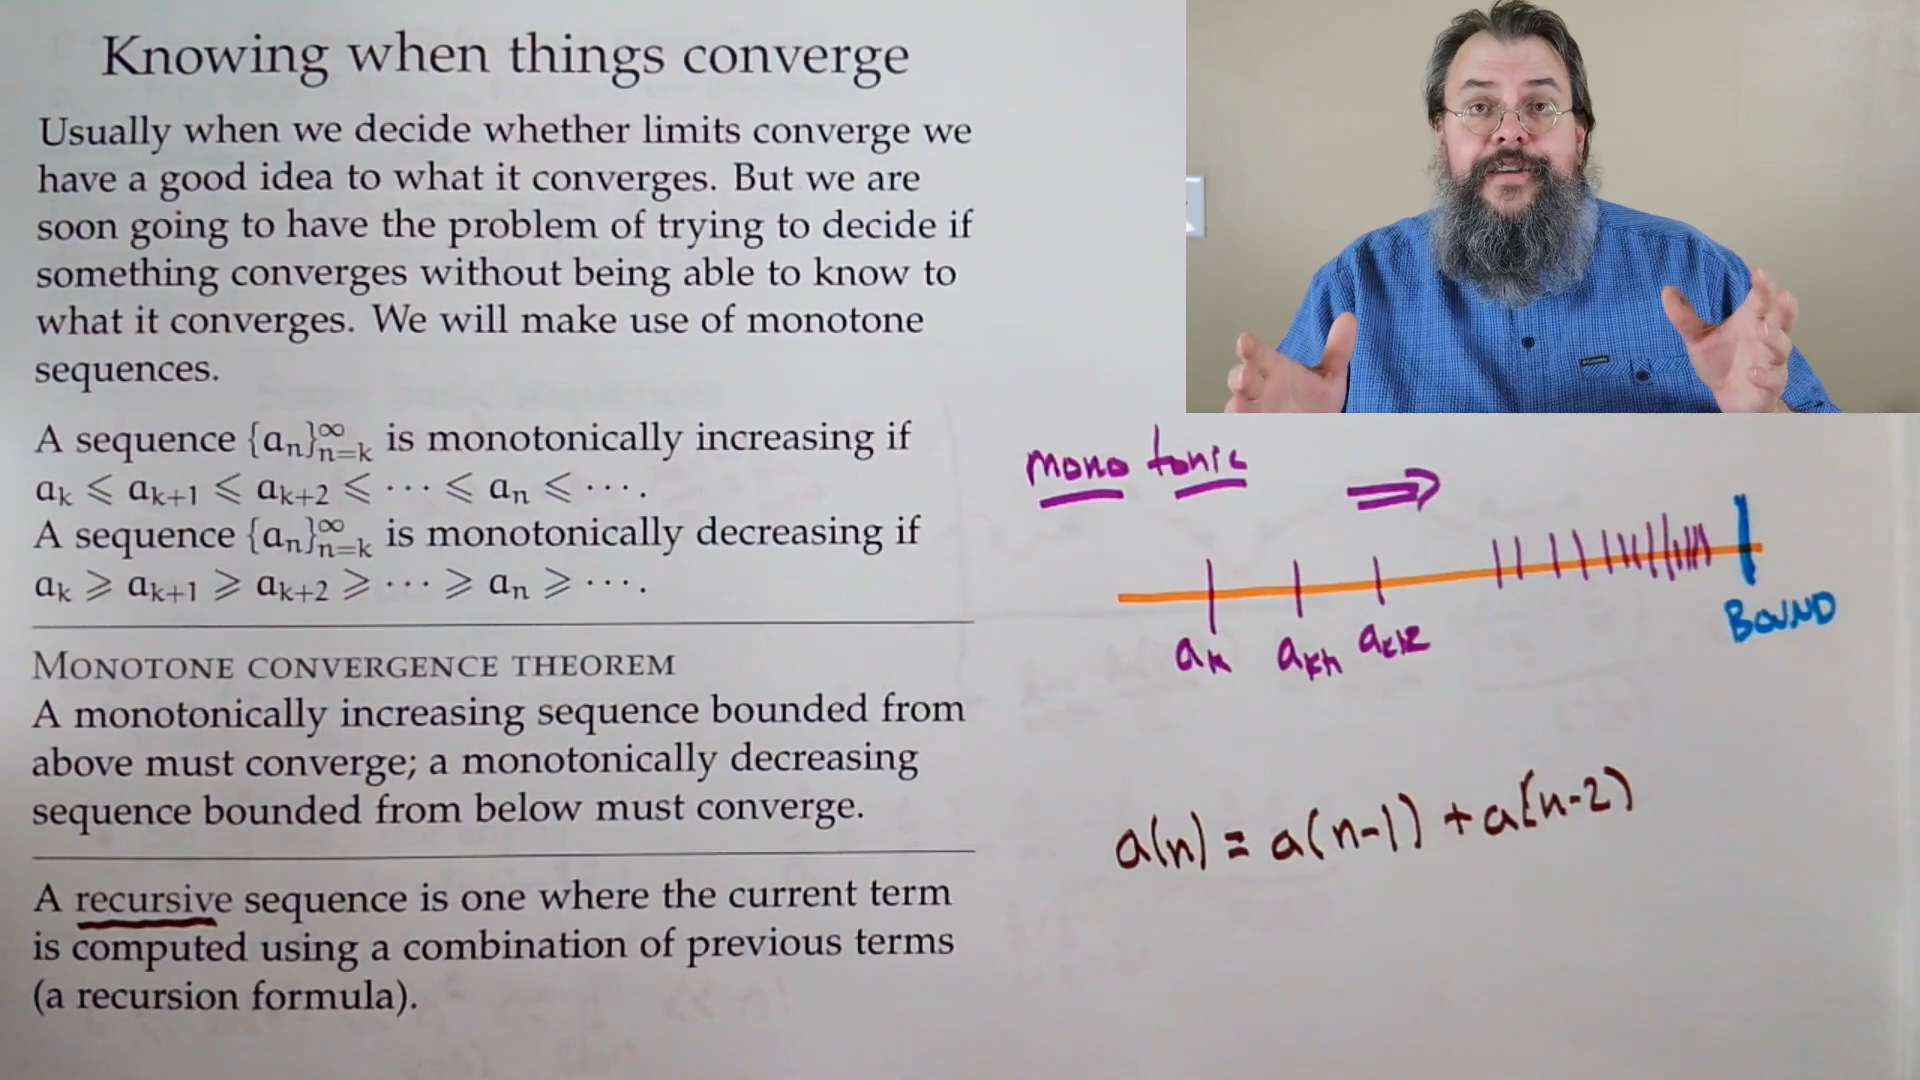 Knowing when things converge
Usually when we decide whether limits converge we
have a good idea to what it converges. But we are
soon going to have the problem of trying to decide if
something converges without being able to know to
what it converges. We will make use of monotone
sequences.
A sequence {aₙ}∞n=k is monotonically increasing if
aₖ ⩽ aₖ₊₁ ⩽ aₖ₊₂ ⩽ ··· ⩽ aₙ ⩽ ···.
A sequence {aₙ}∞n=k is monotonically decreasing if
aₖ ⩾ aₖ₊₁ ⩾ aₖ₊₂ ⩾ ··· ⩾ aₙ ⩾ ···.
MONOTONE CONVERGENCE THEOREM
A monotonically increasing sequence bounded from
above must converge; a monotonically decreasing
sequence bounded from below must converge.
A recursive sequence is one where the current term
is computed using a combination of previous terms
(a recursion formula).
mono tonic
BOUND
aₖ
a(n) = a(n-1) + a(n-2)